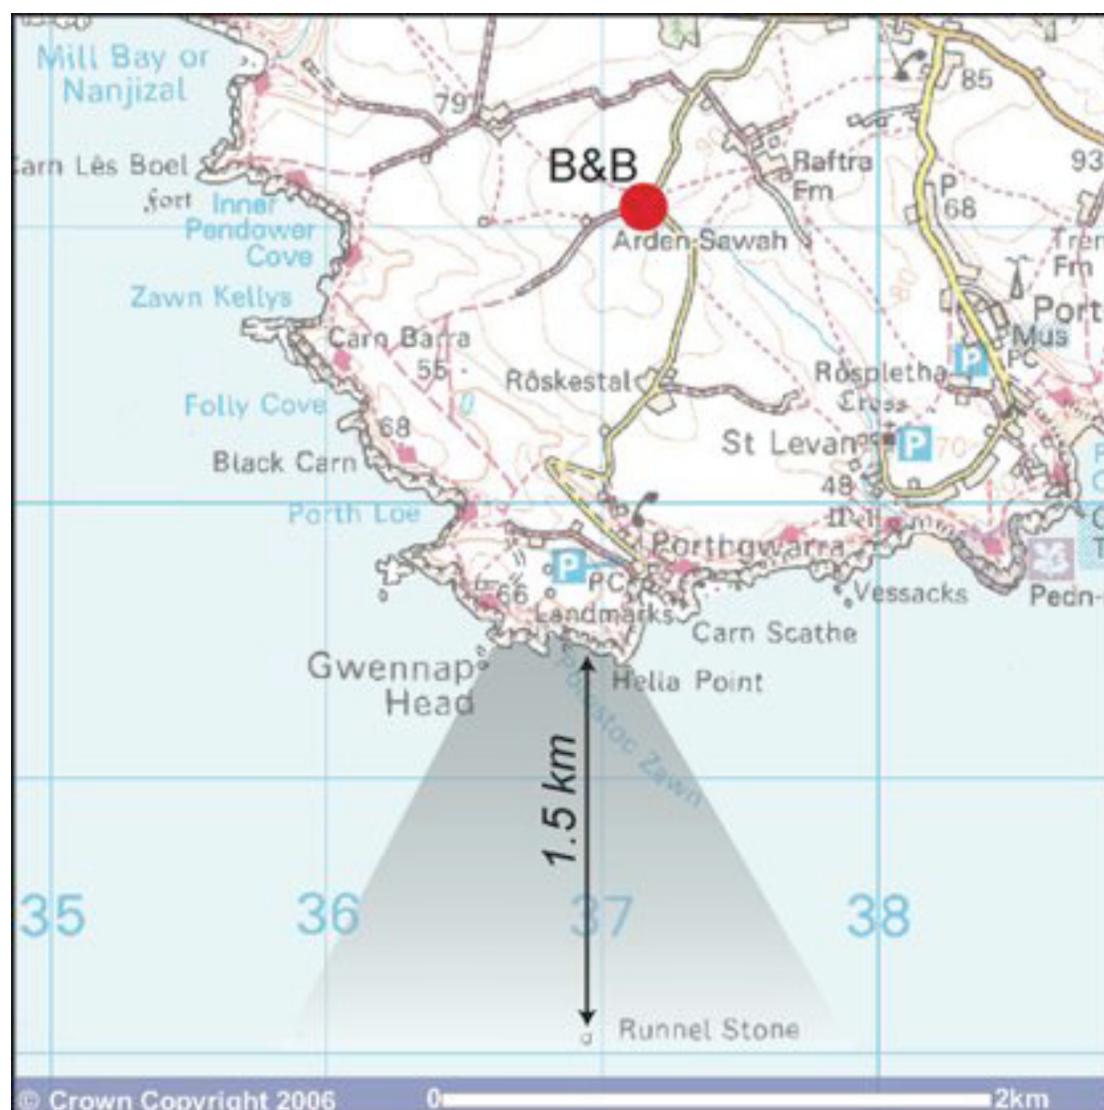 Mill Bay or
Nanjizal
79
85
Carn Lês Boel
fort
Inner
Pendower
Cove
B&B
Raftra
Fm
93
P
68
Arden-Sawah
80
Fm
Zawn Kellys
Port
Mus
PC
Carn Barra
55
Rôskestal
Rôspletha
Cross
P
Folly Cove
68
Black Carn
St Levan
P
70
48
Well
Porth Loe
Porthgwarra
P
PC
66
Landmarks
Vessacks
Pedn-
Carn Scathe
Gwennap
Head
Hella Point
Polostoc Zawn
1.5 km
35
36
37
38
Runnel Stone
© Crown Copyright 2006
0
2km